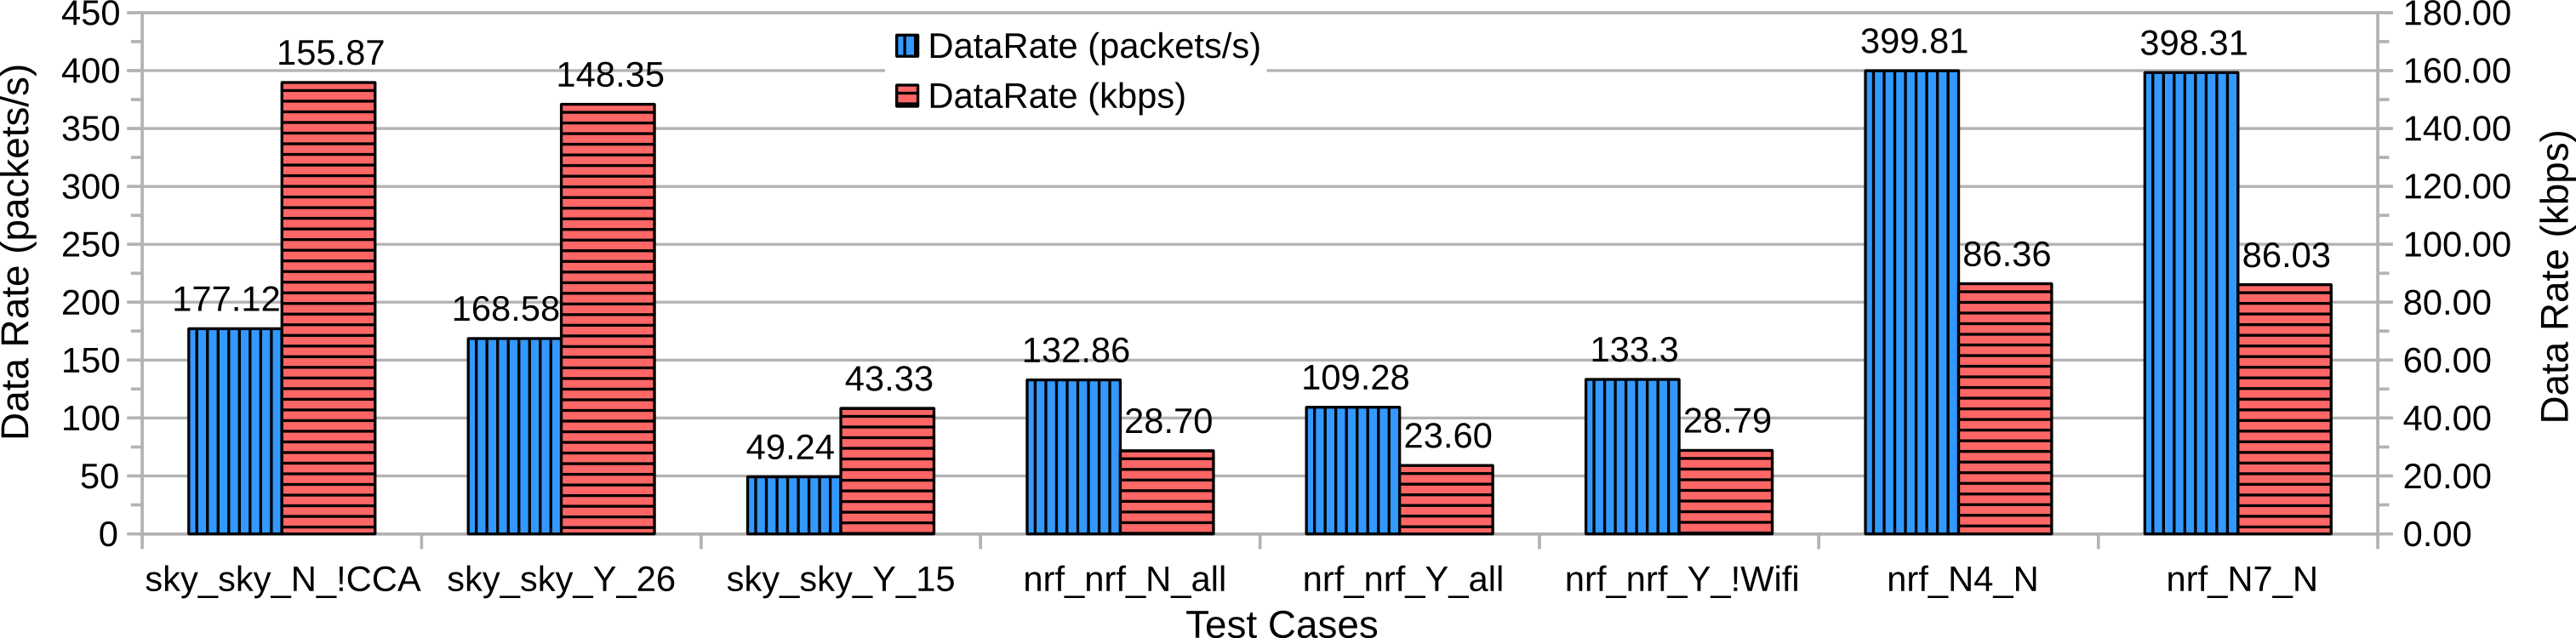 Data Rate (packets/s)
450
400
350
300
250
200
150
100
50
0
DataRate (packets/s)
DataRate (kbps)
177.12
155.87
168.58
148.35
49.24
43.33
132.86
28.70
109.28
23.60
133.3
28.79
399.81
86.36
398.31
86.03
180.00
160.00
140.00
120.00
100.00
80.00
60.00
40.00
20.00
0.00
Data Rate (kbps)
sky_sky_N_!CCA
sky_sky_Y_26
sky_sky_Y_15
nrf_nrf_N_all
nrf_nrf_Y_all
nrf_nrf_Y_!Wifi
nrf_N4_N
nrf_N7_N
Test Cases